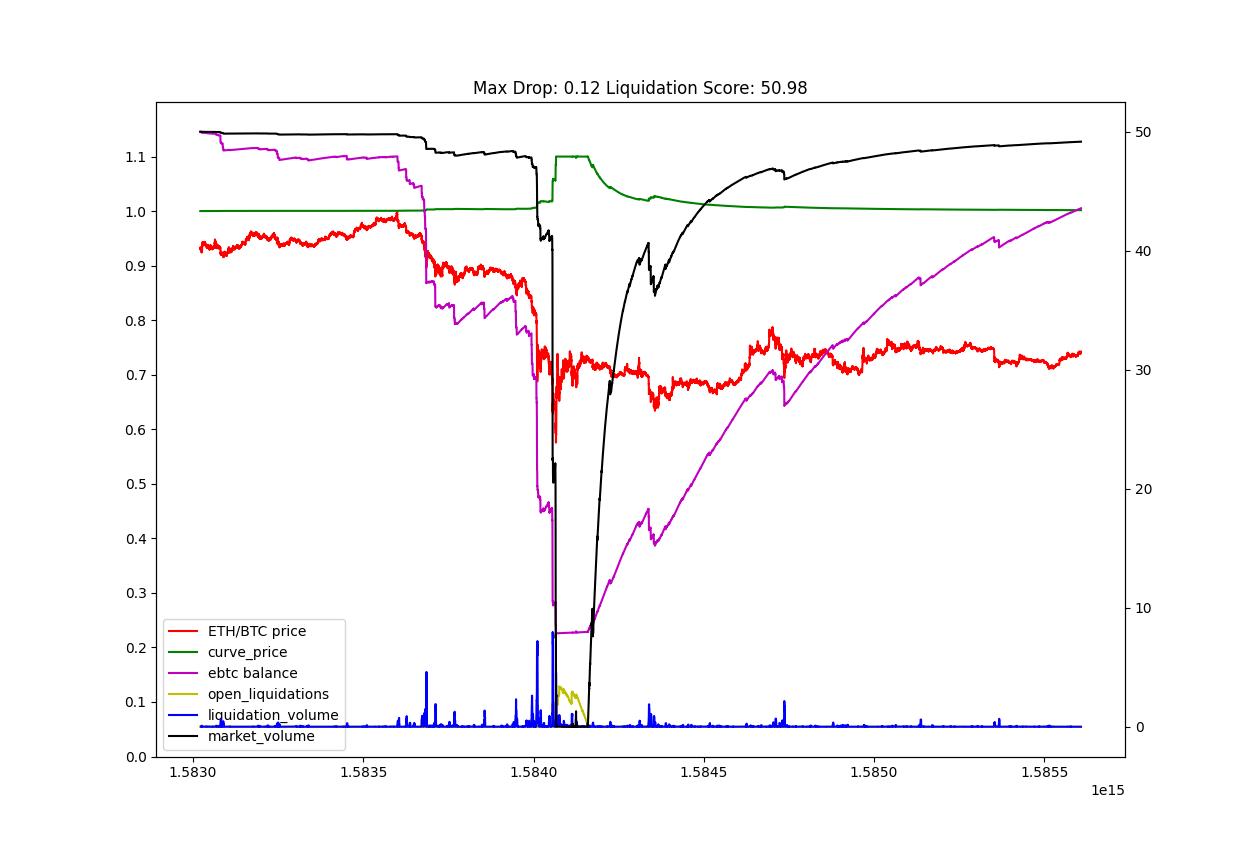 Max Drop: 0.12 Liquidation Score: 50.98
1.1
1.0
0.9
0.8
0.7
0.6
0.5
0.4
0.3
0.2
0.1
0.0
50
40
30
20
10
0
ETH/BTC price
curve_price
ebtc balance
open_liquidations
liquidation_volume
market_volume
1.5830 1.5835 1.5840 1.5845 1.5850 1.5855
1e15